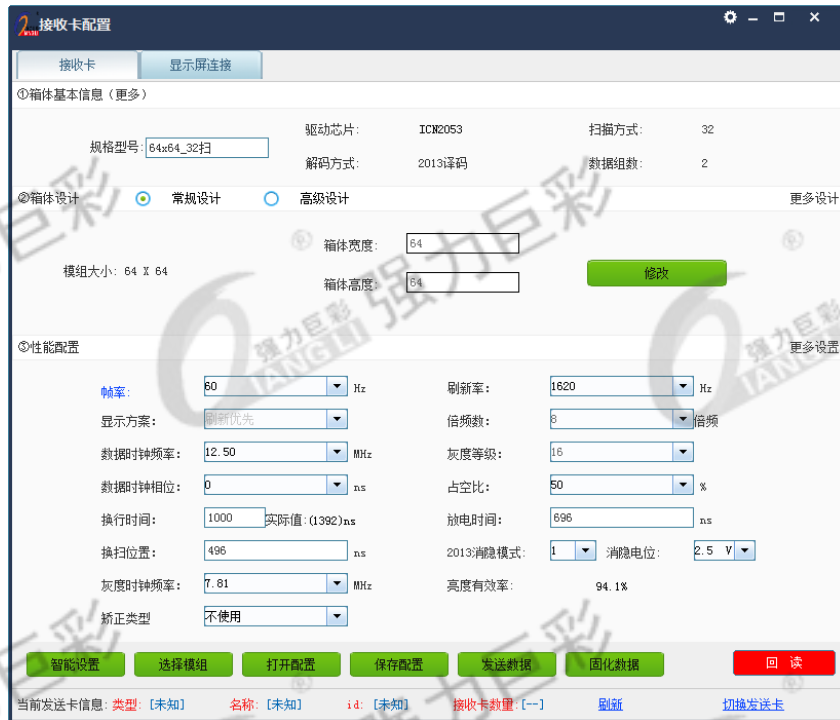 接收卡配置
接收卡 显示屏连接
①箱体基本信息（更多）
驱动芯片: ICN2053 扫描方式: 32
规格型号: 64x64_32扫
解码方式: 2013译码 数据组数: 2
②箱体设计 常规设计 高级设计 更多设计
箱体宽度: 64
模组大小: 64 X 64 修改
箱体高度: 64
③性能配置 更多设置
帧率: 60 Hz 刷新率: 1620 Hz
显示方案: 刷新优先 倍频数: 8 倍频
数据时钟频率: 12.50 MHz 灰度等级: 16
数据时钟相位: 0 ns 占空比: 50 %
换行时间: 1000 实际值:(1392)ns 放电时间: 696 ns
换扫位置: 496 ns 2013消隐模式: 1 消隐电位: 2.5 V
灰度时钟频率: 7.81 MHz 亮度有效率: 94.1%
矫正类型 不使用
智能设置 选择模组 打开配置 保存配置 发送数据 固化数据 回 读
当前发送卡信息: 类型: [未知] 名称: [未知] id: [未知] 接收卡数量:[--] 刷新 切换发送卡
强力巨彩
QIANGLI